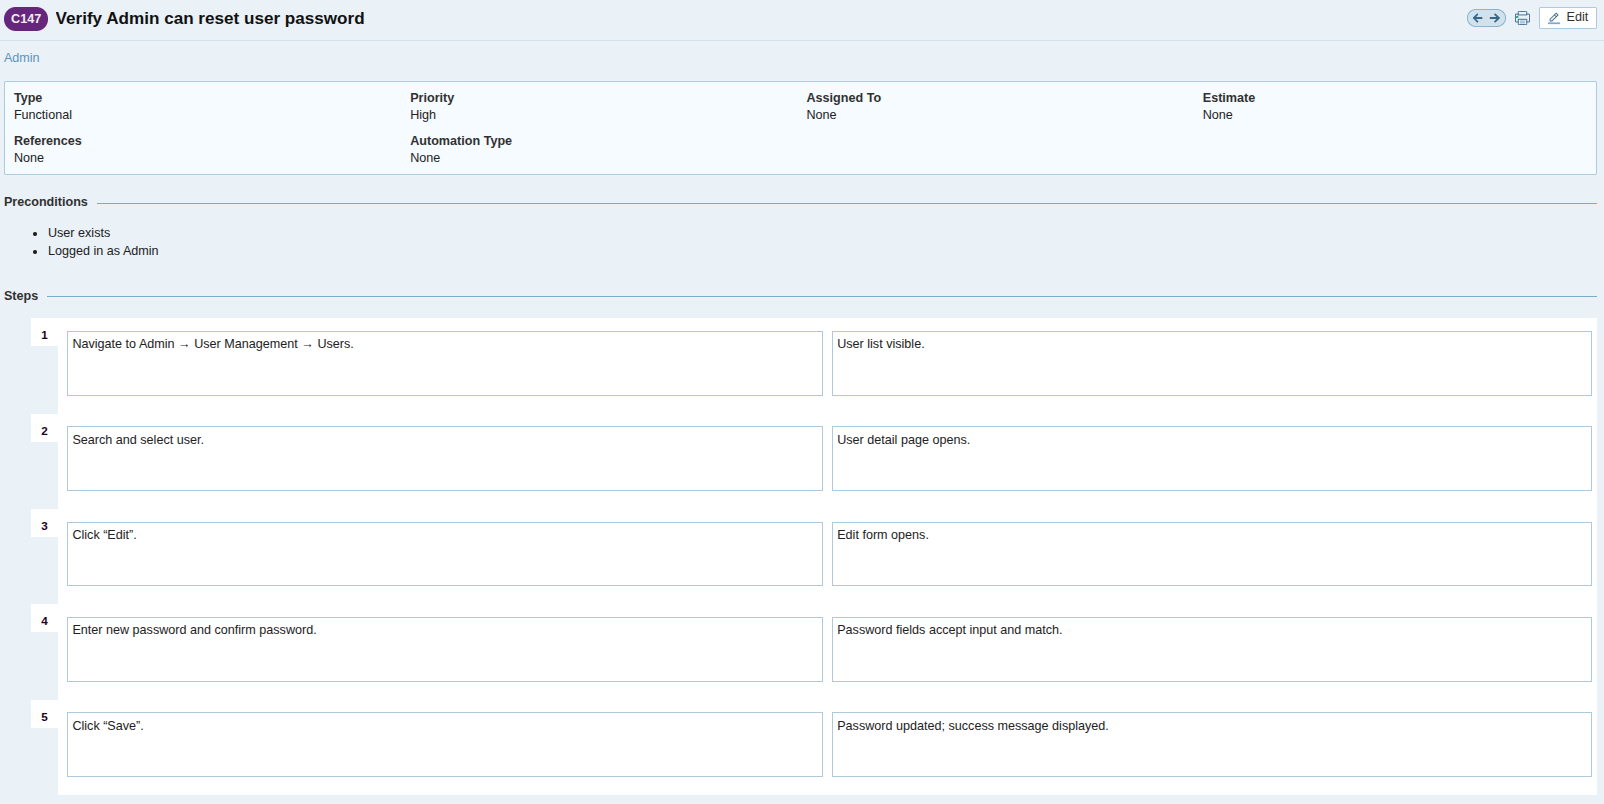 C147 Verify Admin can reset user password
Edit
Admin
Type Priority Assigned To Estimate
Functional High None None
References Automation Type
None None
Preconditions
• User exists
• Logged in as Admin
Steps
1 Navigate to Admin → User Management → Users. User list visible.
2 Search and select user. User detail page opens.
3 Click “Edit”. Edit form opens.
4 Enter new password and confirm password. Password fields accept input and match.
5 Click “Save”. Password updated; success message displayed.